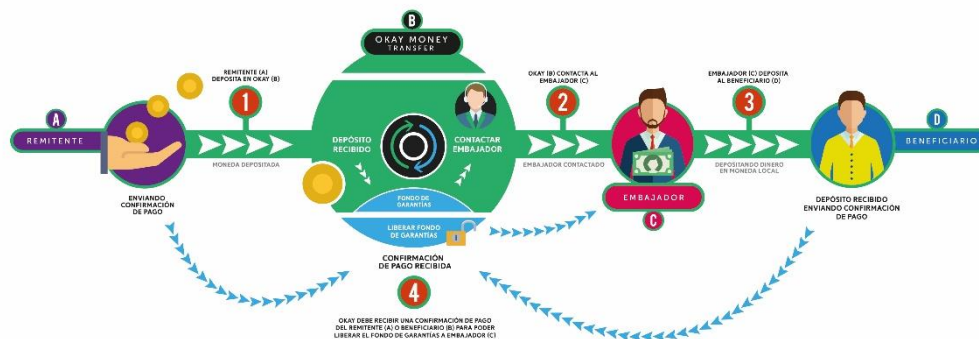 A
REMITENTE
ENVIANDO
CONFIRMACIÓN
DE PAGO
REMITENTE (A)
DEPOSITA EN OKAY (B)
1
MONEDA DEPOSITADA
B
OKAY MONEY
TRANSFER
DEPÓSITO
RECIBIDO
CONTACTAR
EMBAJADOR
FONDO DE
GARANTÍAS
LIBERAR FONDO
DE GARANTÍAS
CONFIRMACIÓN
DE PAGO RECIBIDA
4
OKAY DEBE RECIBIR UNA CONFIRMACIÓN DE PAGO
DEL REMITENTE (A) O BENEFICIARIO (B) PARA PODER
LIBERAR EL FONDO DE GARANTÍAS A EMBAJADOR (C)
OKAY (B) CONTACTA AL
EMBAJADOR (C)
2
EMBAJADOR CONTACTADO
EMBAJADOR
C
EMBAJADOR (C) DEPOSITA
AL BENEFICIARIO (D)
3
DEPOSITANDO DINERO
EN MONEDA LOCAL
D
BENEFICIARIO
DEPÓSITO RECIBIDO
ENVIANDO CONFIRMACIÓN
DE PAGO